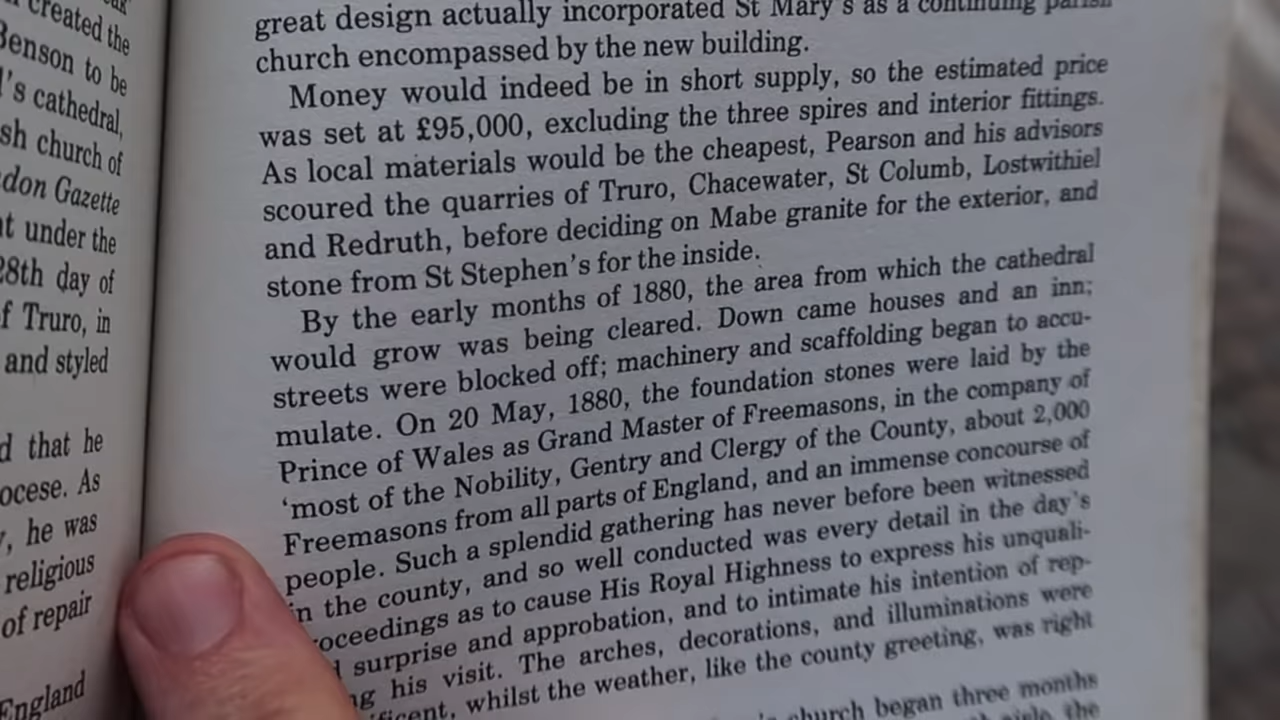 created the
Benson to be
's cathedral,
sh church of
don Gazette
t under the
28th day of
f Truro, in
and styled
d that he
ocese. As
, he was
religious
of repair
England
great design actually incorporated St Mary's as a continuing parish
church encompassed by the new building.
Money would indeed be in short supply, so the estimated price
was set at £95,000, excluding the three spires and interior fittings.
As local materials would be the cheapest, Pearson and his advisors
scoured the quarries of Truro, Chacewater, St Columb, Lostwithiel
and Redruth, before deciding on Mabe granite for the exterior, and
stone from St Stephen's for the inside.
By the early months of 1880, the area from which the cathedral
would grow was being cleared. Down came houses and an inn;
streets were blocked off; machinery and scaffolding began to accu-
mulate. On 20 May, 1880, the foundation stones were laid by the
Prince of Wales as Grand Master of Freemasons, in the company of
'most of the Nobility, Gentry and Clergy of the County, about 2,000
Freemasons from all parts of England, and an immense concourse of
people. Such a splendid gathering has never before been witnessed
in the county, and so well conducted was every detail in the day's
roceedings as to cause His Royal Highness to express his unquali-
surprise and approbation, and to intimate his intention of rep-
g his visit. The arches, decorations, and illuminations were
ficent, whilst the weather, like the county greeting, was right
church began three months
aisle the